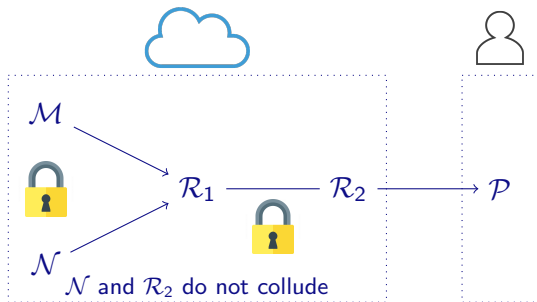 ℳ
ℛ₁ ℛ₂ 𝒫
𝒩
𝒩 and ℛ₂ do not collude